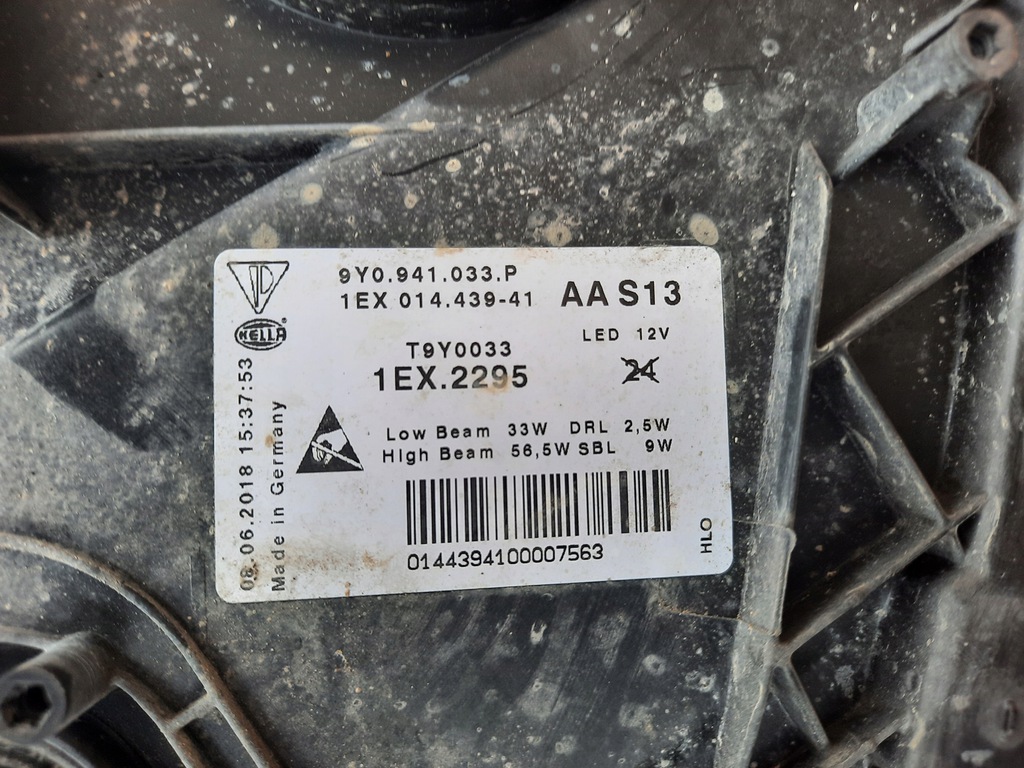 9Y0.941.033.P
1EX 014.439-41
AA S13
HELLA
LED 12V
T9Y0033
1EX.2295
24
Low Beam 33W DRL 2,5W
High Beam 56,5W SBL 9W
0144394100007563
HLO
06.2018 15:37:53
Made in Germany